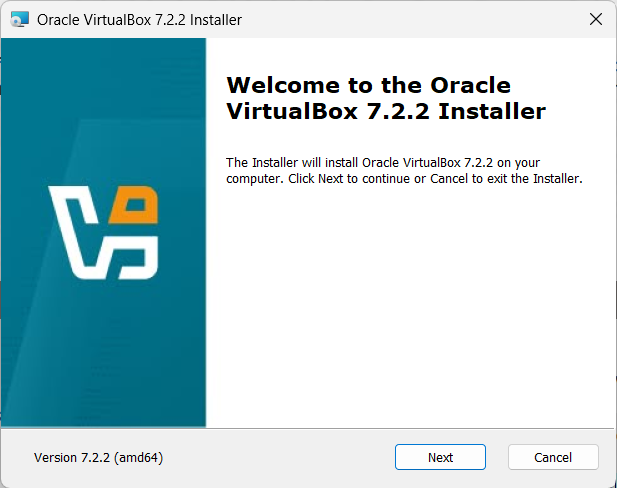 Oracle VirtualBox 7.2.2 Installer
Welcome to the Oracle
VirtualBox 7.2.2 Installer
The Installer will install Oracle VirtualBox 7.2.2 on your
computer. Click Next to continue or Cancel to exit the Installer.
Version 7.2.2 (amd64)
Next
Cancel